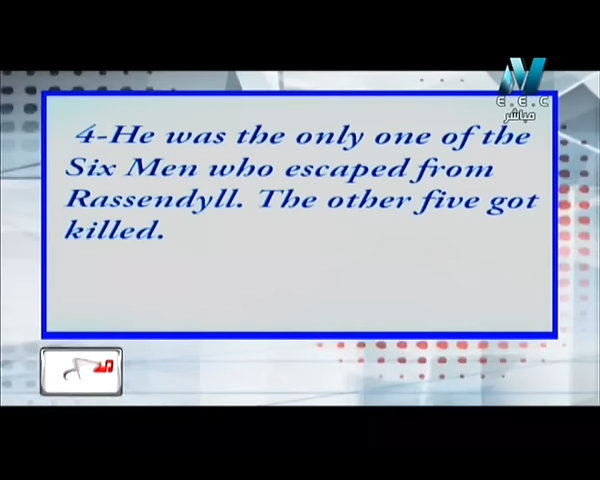 E.E.C
مباشر
4-He was the only one of the
Six Men who escaped from
Rassendyll. The other five got
killed.